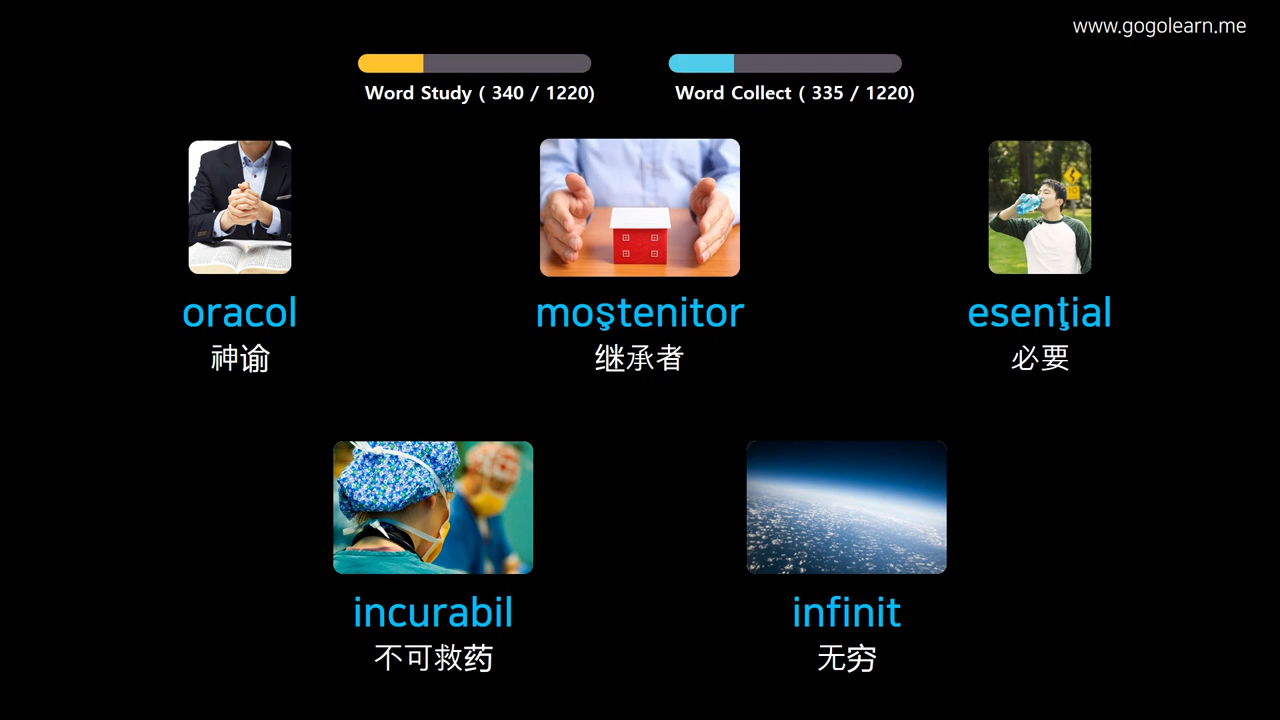 www.gogolearn.me
Word Study ( 340 / 1220)
Word Collect ( 335 / 1220)
oracol
moştenitor
esenţial
神谕
继承者
必要
incurabil
infinit
不可救药
无穷